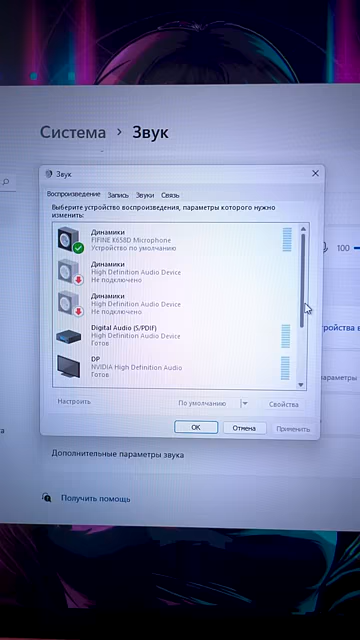 Система > Звук
Звук
Воспроизведение Запись Звуки Связь
Выберите устройство воспроизведения, параметры которого нужно
изменить:
Динамики
FIFINE K658D Microphone
Устройство по умолчанию
Динамики
High Definition Audio Device
Не подключено
Динамики
High Definition Audio Device
Не подключено
Digital Audio (S/PDIF)
High Definition Audio Device
Готов
DP
NVIDIA High Definition Audio
Готов
100
Настроить По умолчанию Свойства
ОК Отмена Применить
Дополнительные параметры звука
Получить помощь